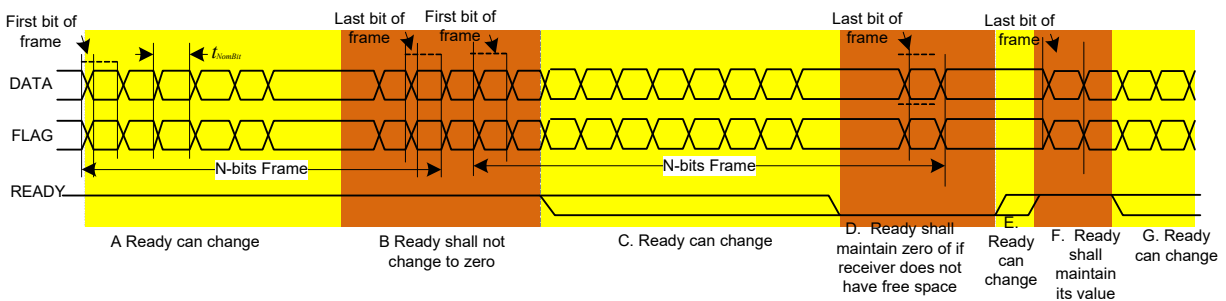 First bit of
frame
t NomBit
Last bit of
frame
First bit of
frame
Last bit of
frame
Last bit of
frame
DATA
FLAG
N-bits Frame
N-bits Frame
READY
A Ready can change
B Ready shall not
change to zero
C. Ready can change
D. Ready shall
maintain zero of if
receiver does not
have free space
E.
Ready
can
change
F. Ready
shall
maintain
its value
G. Ready
can change